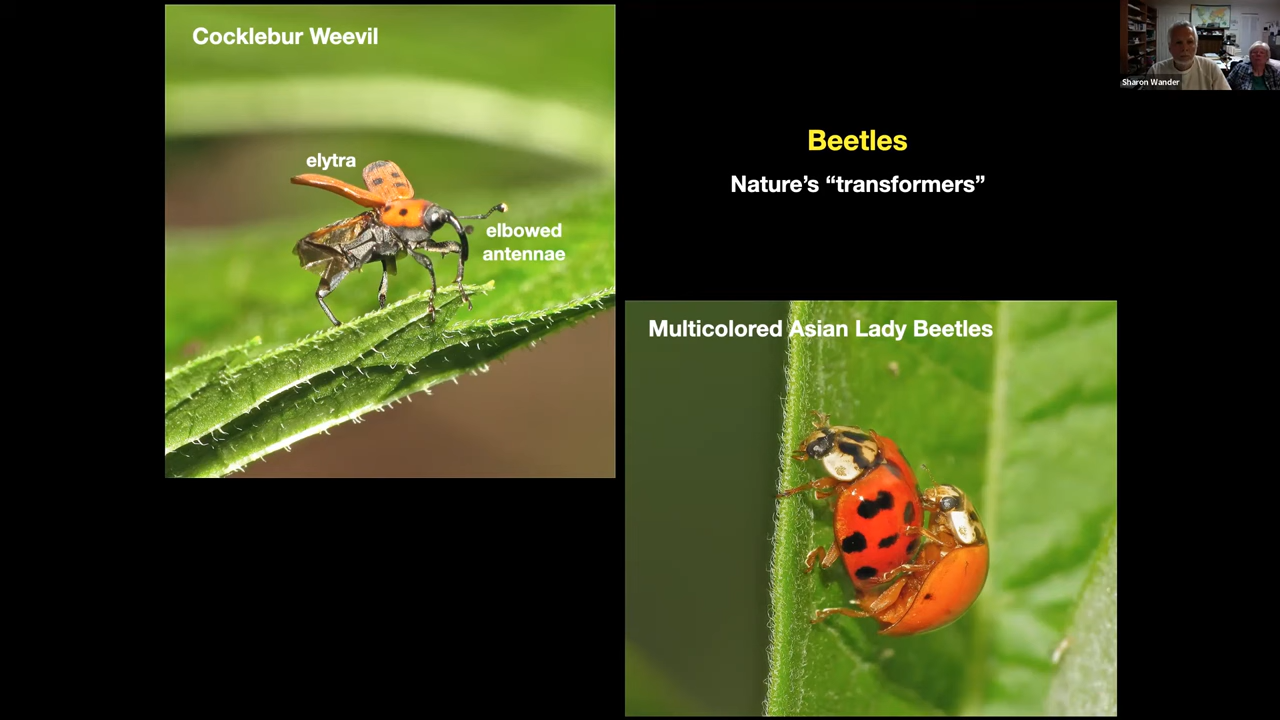 Cocklebur Weevil
elytra
elbowed
antennae
Beetles
Nature’s “transformers”
Multicolored Asian Lady Beetles
Sharon Wander